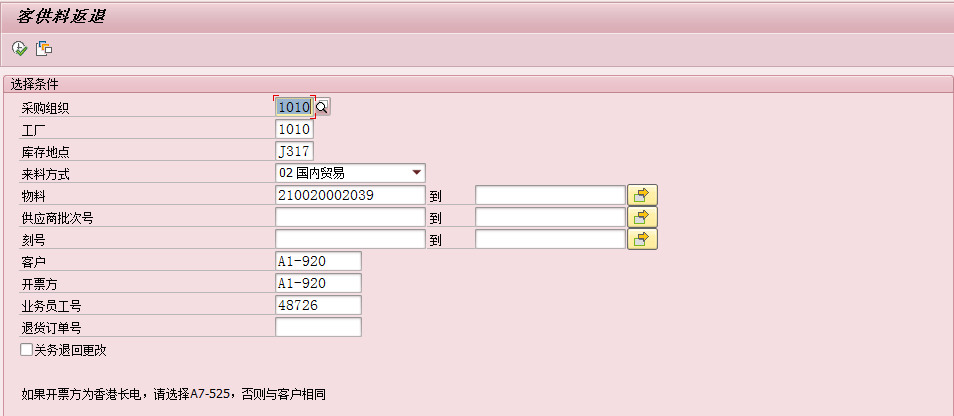 客供料返退
选择条件
采购组织 1010
工厂 1010
库存地点 J317
来料方式 02 国内贸易
物料 210020002039 到
供应商批次号 到
刻号 到
客户 A1-920
开票方 A1-920
业务员工号 48726
退货订单号
关务退回更改
如果开票方为香港长电，请选择A7-525，否则与客户相同